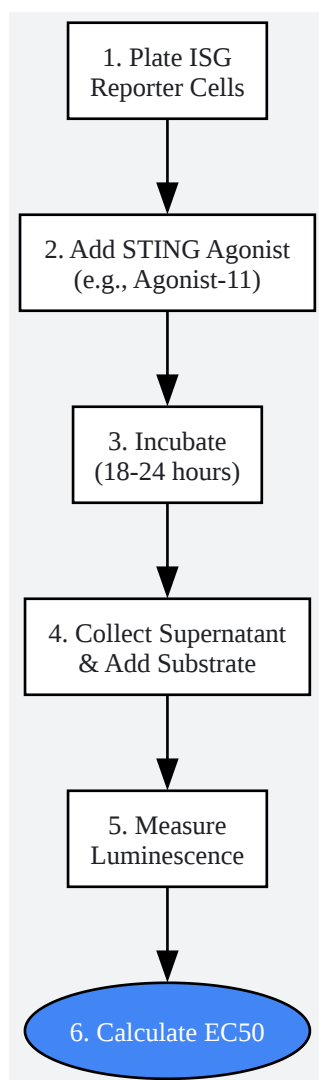 1. Plate ISG
Reporter Cells
2. Add STING Agonist
(e.g., Agonist-11)
3. Incubate
(18-24 hours)
4. Collect Supernatant
& Add Substrate
5. Measure
Luminescence
6. Calculate EC50